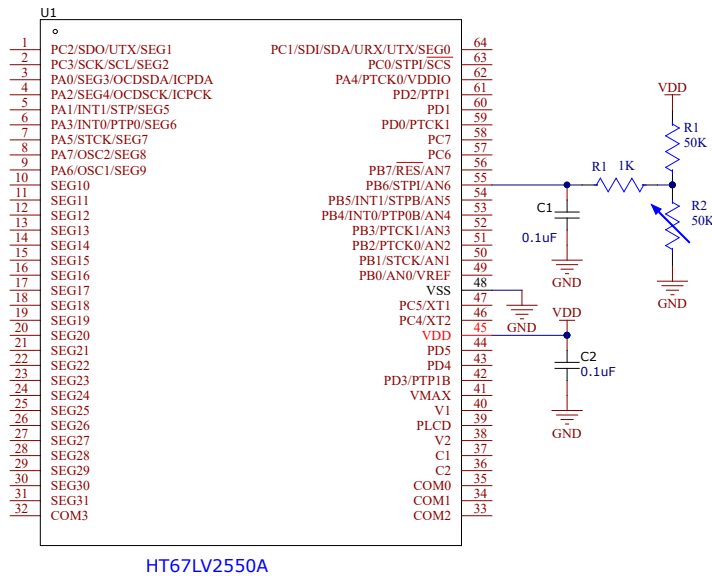 U1
1 PC2/SDO/UTX/SEG1
2 PC3/SCK/SCL/SEG2
3 PA0/SEG3/OCDSDA/ICPDA
4 PA2/SEG4/OCDSCK/ICPCK
5 PA1/INT1/STP/SEG5
6 PA3/INT0/PTP0/SEG6
7 PA5/STCK/SEG7
8 PA7/OSC2/SEG8
9 PA6/OSC1/SEG9
10 SEG10
11 SEG11
12 SEG12
13 SEG13
14 SEG14
15 SEG15
16 SEG16
17 SEG17
18 SEG18
19 SEG19
20 SEG20
21 SEG21
22 SEG22
23 SEG23
24 SEG24
25 SEG25
26 SEG26
27 SEG27
28 SEG28
29 SEG29
30 SEG30
31 SEG31
32 COM3
PC1/SDI/SDA/URX/UTX/SEG0 64
PC0/STPI/SCS 63
PA4/PTCK0/VDDIO 62
PD2/PTP1 61
PD1 60
PD0/PTCK1 59
PC7 58
PC6 57
PB7/RES/AN7 56
PB6/STPI/AN6 55
PB5/INT1/STPB/AN5 54
PB4/INT0/PTP0B/AN4 53
PB3/PTCK1/AN3 52
PB2/PTCK0/AN2 51
PB1/STCK/AN1 50
PB0/AN0/VREF 49
VSS 48
PC5/XT1 47
PC4/XT2 46
VDD 45
PD5 44
PD4 43
PD3/PTP1B 42
VMAX 41
V1 40
PLCD 39
V2 38
C1 37
C2 36
COM0 35
COM1 34
COM2 33
VDD
R1
50K
R1 1K
R2
50K
C1
0.1uF
GND
GND
GND
VDD
C2
0.1uF
GND
HT67LV2550A